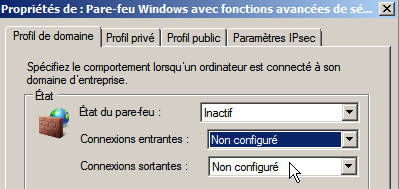 Propriétés de : Pare-feu Windows avec fonctions avancées de sé...
Profil de domaine Profil privé Profil public Paramètres IPsec
Spécifiez le comportement lorsqu'un ordinateur est connecté à son
domaine d'entreprise.
État
État du pare-feu : Inactif
Connexions entrantes : Non configuré
Connexions sortantes : Non configuré